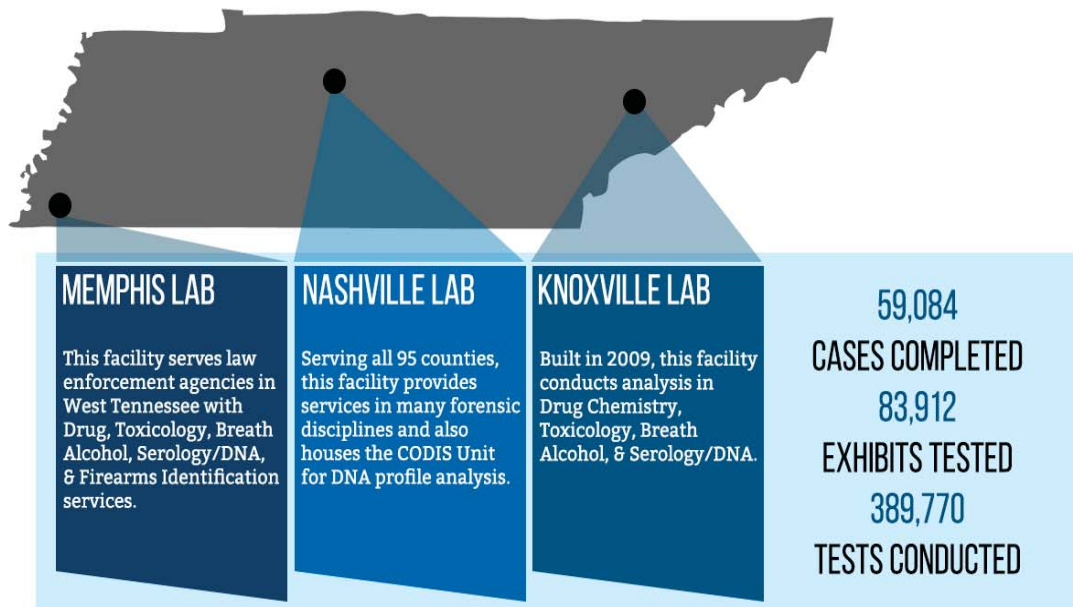 MEMPHIS LAB
This facility serves law
enforcement agencies in
West Tennessee with
Drug, Toxicology, Breath
Alcohol, Serology/DNA,
& Firearms Identification
services.
NASHVILLE LAB
Serving all 95 counties,
this facility provides
services in many forensic
disciplines and also
houses the CODIS Unit
for DNA profile analysis.
KNOXVILLE LAB
Built in 2009, this facility
conducts analysis in
Drug Chemistry,
Toxicology, Breath
Alcohol, & Serology/DNA.
59,084
CASES COMPLETED
83,912
EXHIBITS TESTED
389,770
TESTS CONDUCTED